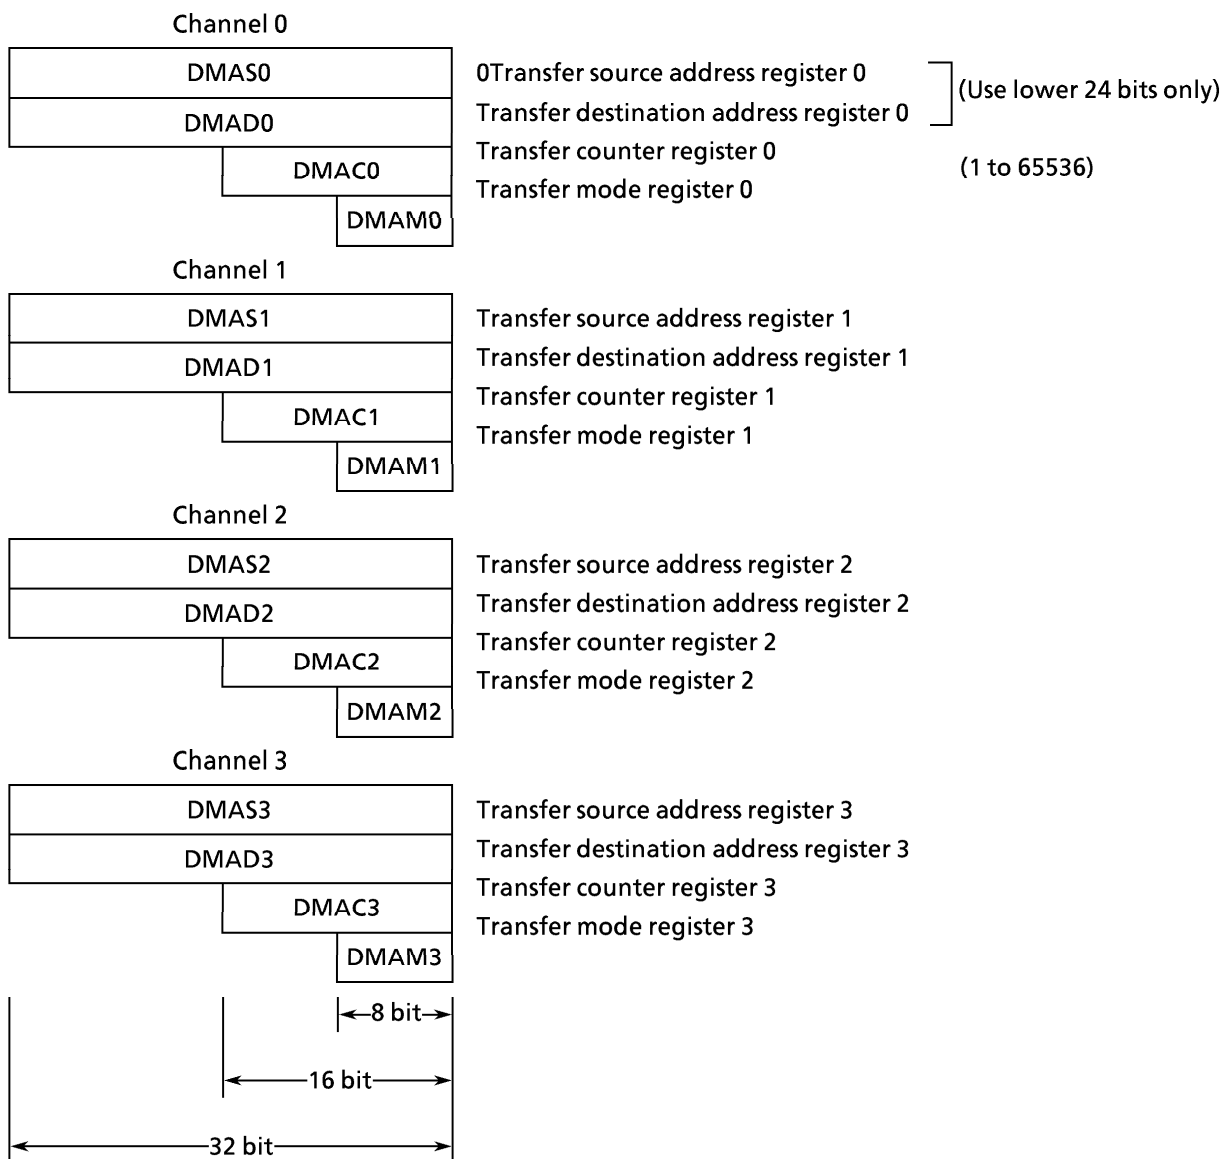 Channel 0
DMAS0
0Transfer source address register 0
(Use lower 24 bits only)
DMAD0
Transfer destination address register 0
DMAC0
Transfer counter register 0
(1 to 65536)
DMAM0
Transfer mode register 0
Channel 1
DMAS1
Transfer source address register 1
DMAD1
Transfer destination address register 1
DMAC1
Transfer counter register 1
DMAM1
Transfer mode register 1
Channel 2
DMAS2
Transfer source address register 2
DMAD2
Transfer destination address register 2
DMAC2
Transfer counter register 2
DMAM2
Transfer mode register 2
Channel 3
DMAS3
Transfer source address register 3
DMAD3
Transfer destination address register 3
DMAC3
Transfer counter register 3
DMAM3
Transfer mode register 3
8 bit
16 bit
32 bit